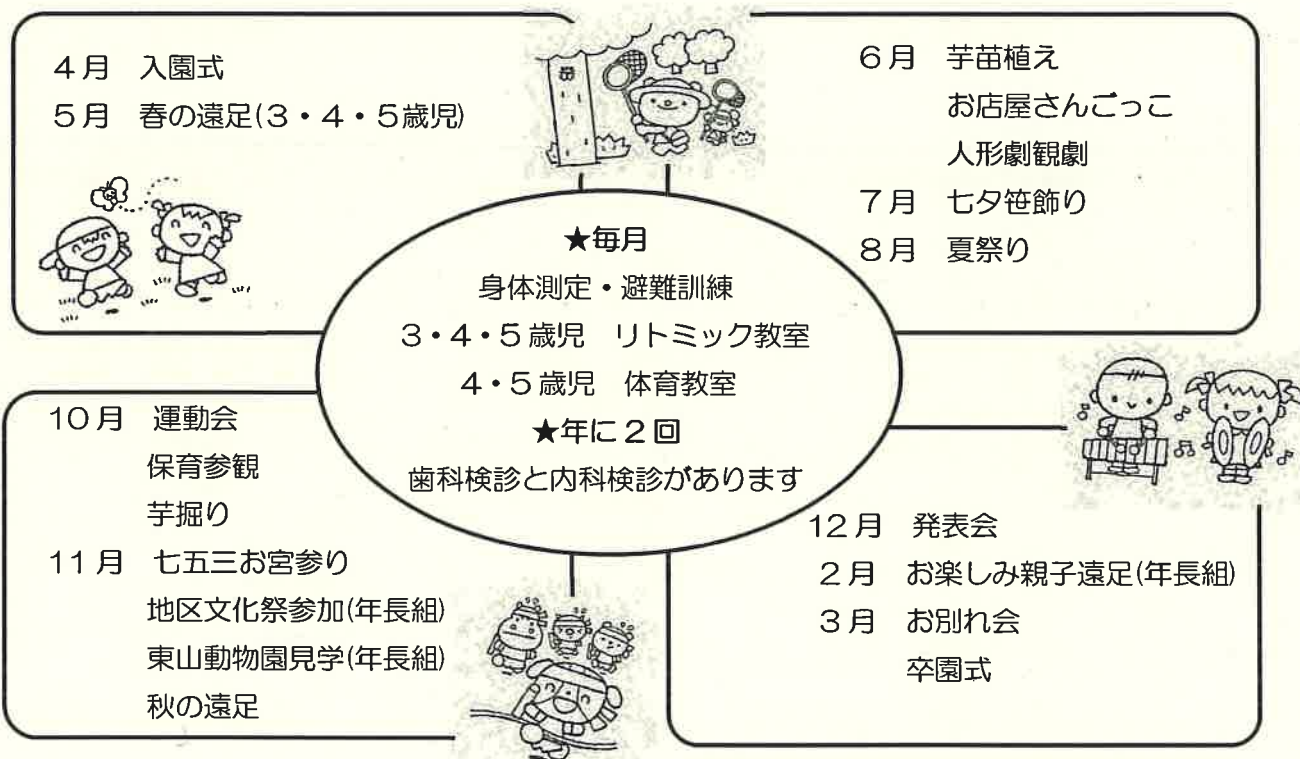 4月 入園式
5月 春の遠足(3・4・5歳児)
6月 芋苗植え
お店屋さんごっこ
人形劇観劇
7月 七夕笹飾り
8月 夏祭り
★毎月
身体測定・避難訓練
3・4・5歳児 リトミック教室
4・5歳児 体育教室
★年に2回
歯科検診と内科検診があります
10月 運動会
保育参観
芋掘り
11月 七五三お宮参り
地区文化祭参加(年長組)
東山動物園見学(年長組)
秋の遠足
12月 発表会
2月 お楽しみ親子遠足(年長組)
3月 お別れ会
卒園式